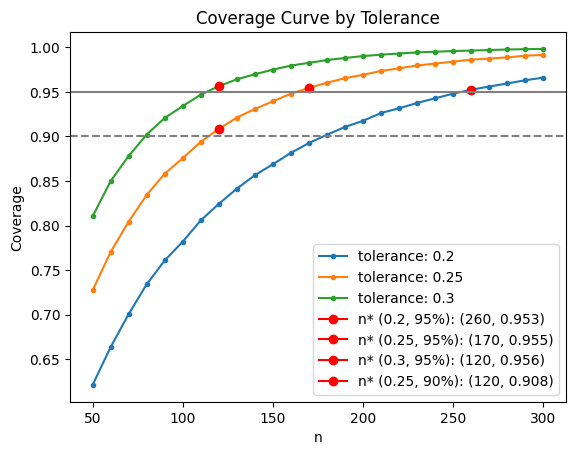 Coverage Curve by Tolerance
1.00
0.95
0.90
0.85
0.80
0.75
0.70
0.65
Coverage
50
100
150
200
250
300
n
tolerance: 0.2
tolerance: 0.25
tolerance: 0.3
n* (0.2, 95%): (260, 0.953)
n* (0.25, 95%): (170, 0.955)
n* (0.3, 95%): (120, 0.956)
n* (0.25, 90%): (120, 0.908)